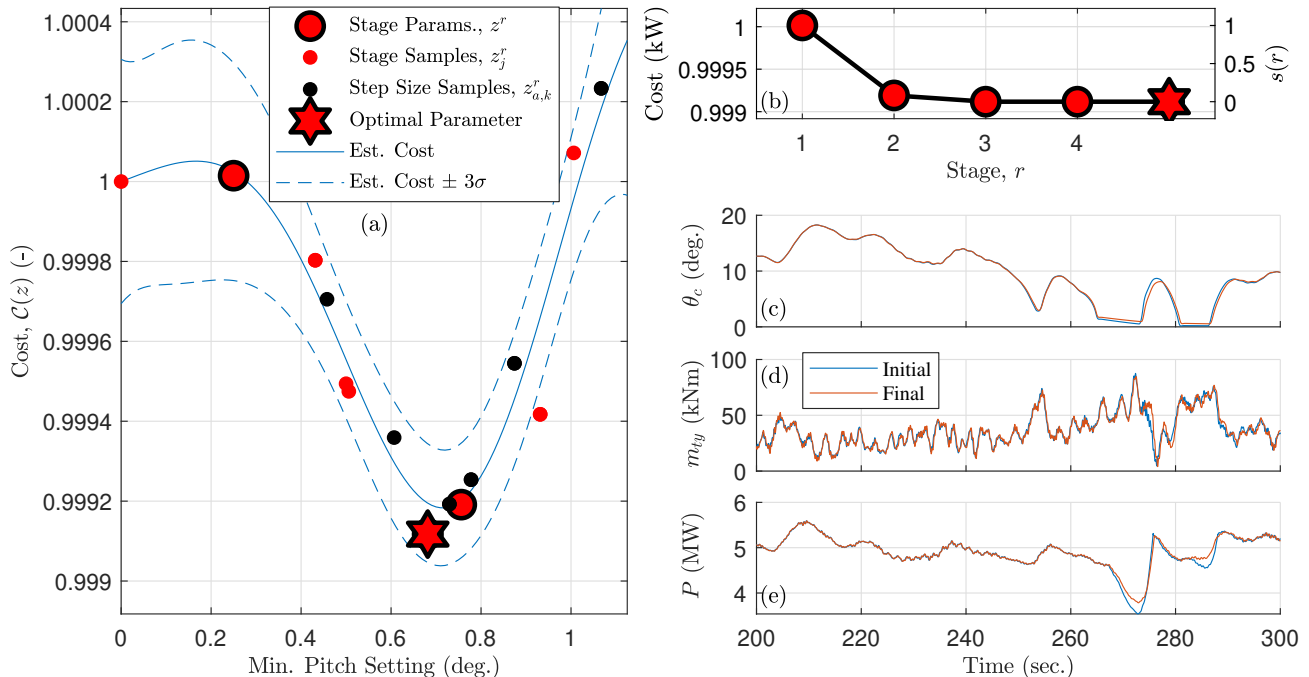 1.0004
1.0002
1
0.9998
0.9996
0.9994
0.9992
0.999
Cost, 𝒞(z) (-)
Stage Params., z^r
Stage Samples, z_j^r
Step Size Samples, z_{a,k}^r
Optimal Parameter
Est. Cost
Est. Cost ± 3σ
(a)
0 0.2 0.4 0.6 0.8 1
Min. Pitch Setting (deg.)
Cost (kW)
1
0.9995
0.999
(b)
1
0.5
0
s(r)
1 2 3 4
Stage, r
θ_c (deg.)
20
10
0
(c)
m_{ty} (kNm)
100
50
0
(d)
Initial
Final
P (MW)
6
5
4
(e)
200 220 240 260 280 300
Time (sec.)